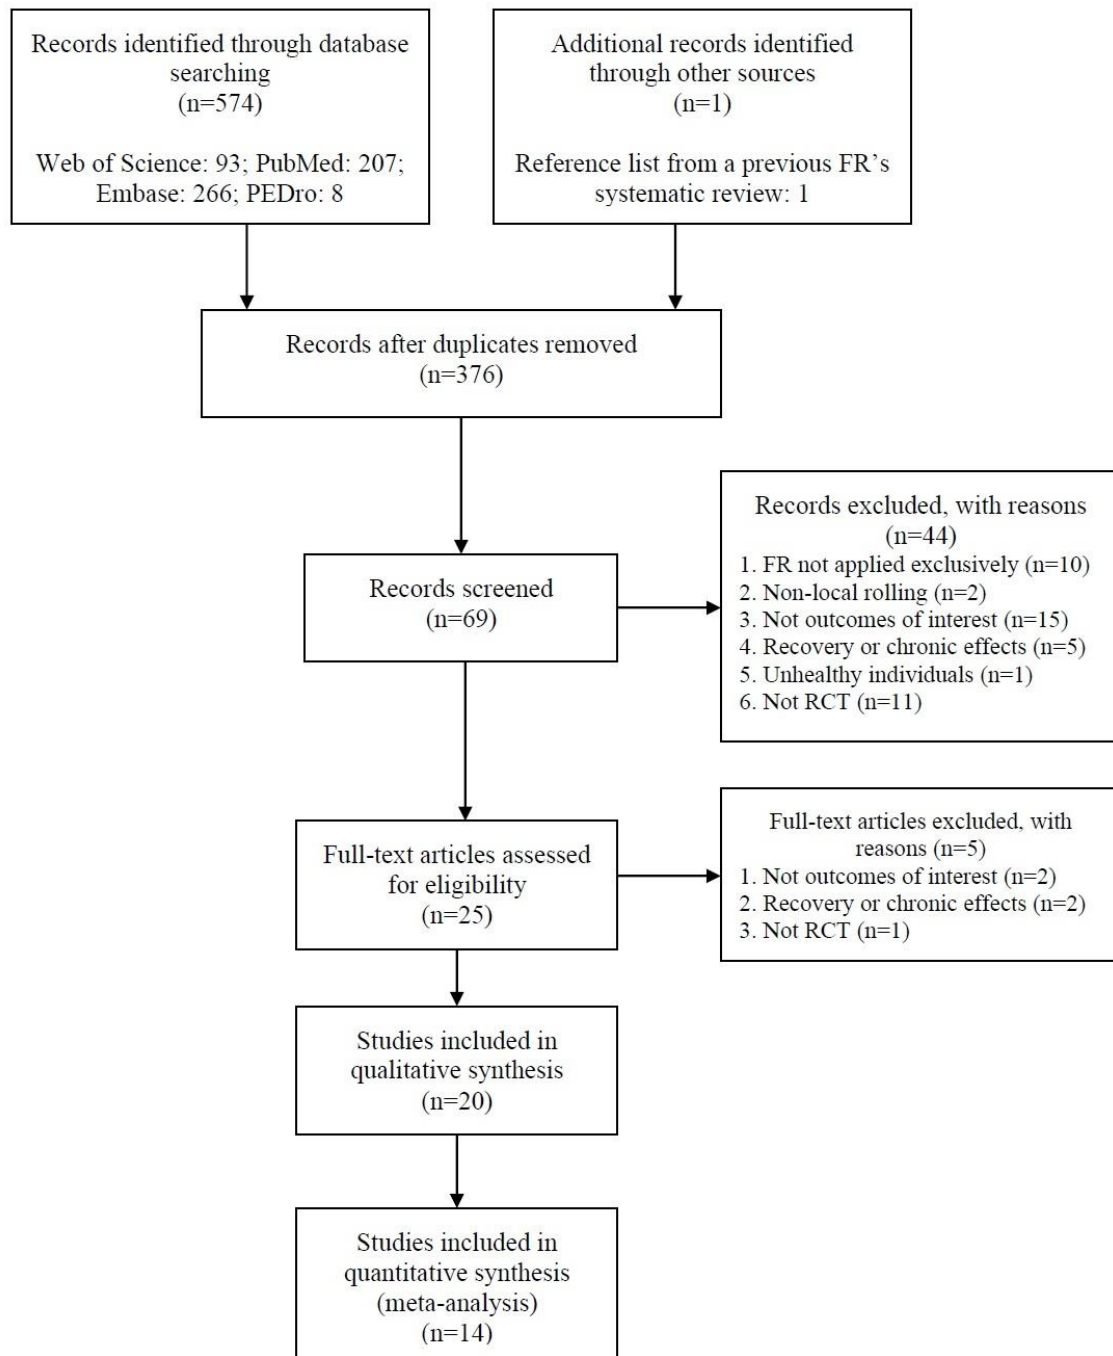 Records identified through database
searching
(n=574)
Web of Science: 93; PubMed: 207;
Embase: 266; PEDro: 8
Additional records identified
through other sources
(n=1)
Reference list from a previous FR’s
systematic review: 1
Records after duplicates removed
(n=376)
Records screened
(n=69)
Records excluded, with reasons
(n=44)
1. FR not applied exclusively (n=10)
2. Non-local rolling (n=2)
3. Not outcomes of interest (n=15)
4. Recovery or chronic effects (n=5)
5. Unhealthy individuals (n=1)
6. Not RCT (n=11)
Full-text articles assessed
for eligibility
(n=25)
Full-text articles excluded, with
reasons (n=5)
1. Not outcomes of interest (n=2)
2. Recovery or chronic effects (n=2)
3. Not RCT (n=1)
Studies included in
qualitative synthesis
(n=20)
Studies included in
quantitative synthesis
(meta-analysis)
(n=14)